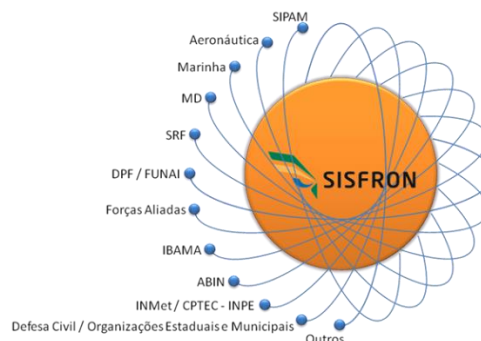 SIPAM
Aeronáutica
Marinha
MD
SRF
DPF / FUNAI
SISFRON
Forças Aliadas
IBAMA
ABIN
INMet / CPTEC - INPE
Defesa Civil / Organizações Estaduais e Municipais
Outros